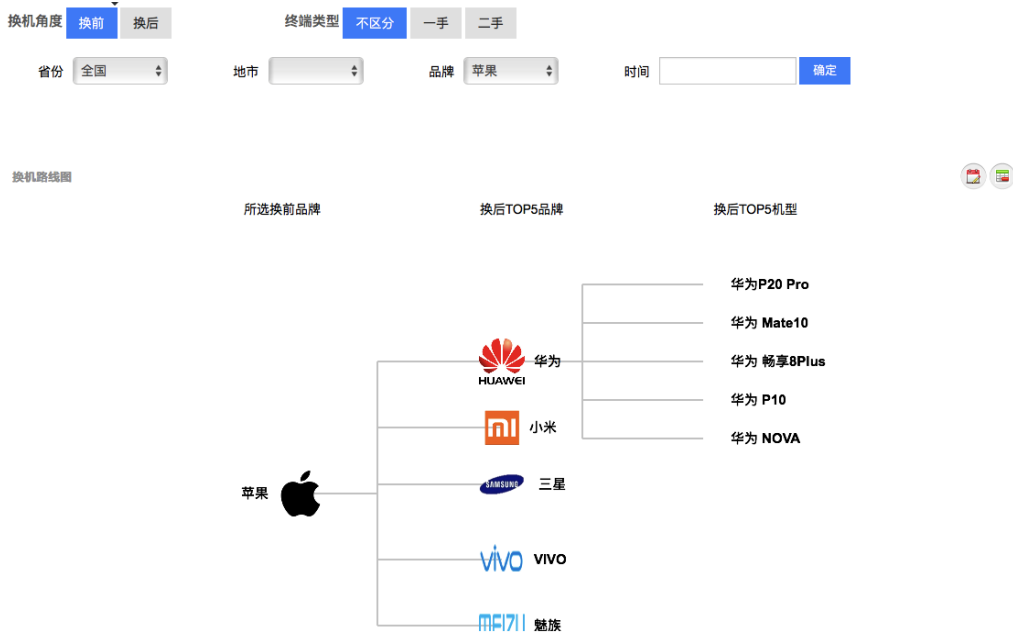 换机角度 换前 换后 终端类型 不区分 一手 二手
省份 全国 地市 品牌 苹果 时间 确定
换机路线图
所选换前品牌 换后TOP5品牌 换后TOP5机型
华为P20 Pro
华为 Mate10
华为 华为 畅享8Plus
HUAWEI
华为 P10
mi 小米
华为 NOVA
SAMSUNG 三星
苹果
vivo VIVO
MEIZU 魅族